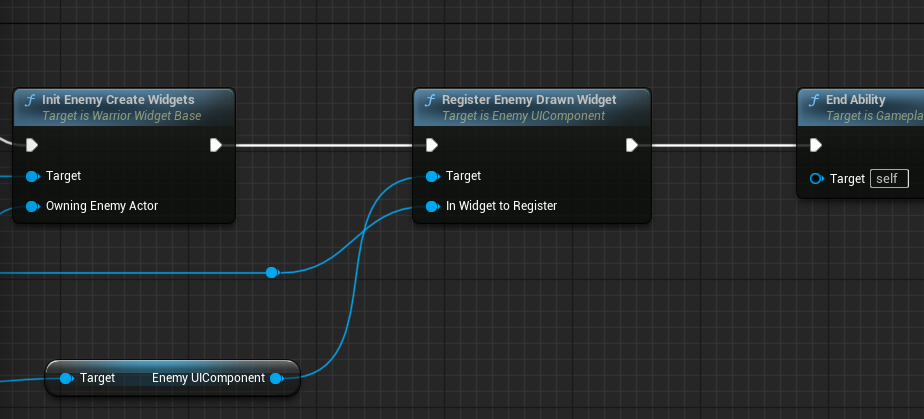 Init Enemy Create Widgets
Target is Warrior Widget Base
Target
Owning Enemy Actor
Register Enemy Drawn Widget
Target is Enemy UIComponent
Target
In Widget to Register
End Ability
Target is
Target self
Target Enemy UIComponent